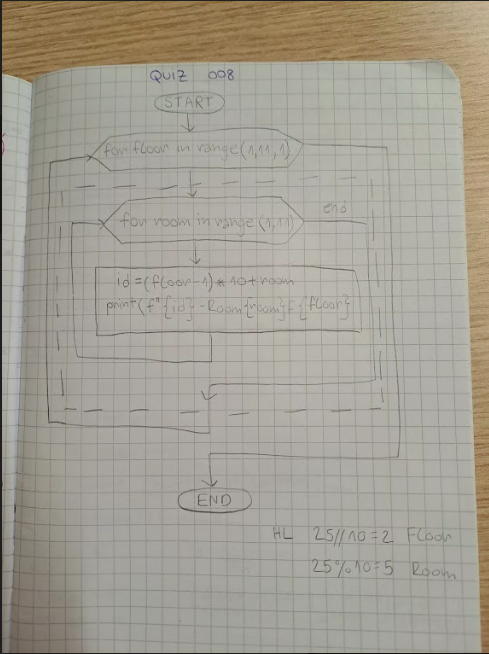 QUIZ 008
START
for floor in range(1,11,1)
for room in range(1,11)
end
id=(floor-1)*10+room
print(f"{id}-Room{room}F{floor}
END
HL 25//10=2 Floor
25%10=5 Room